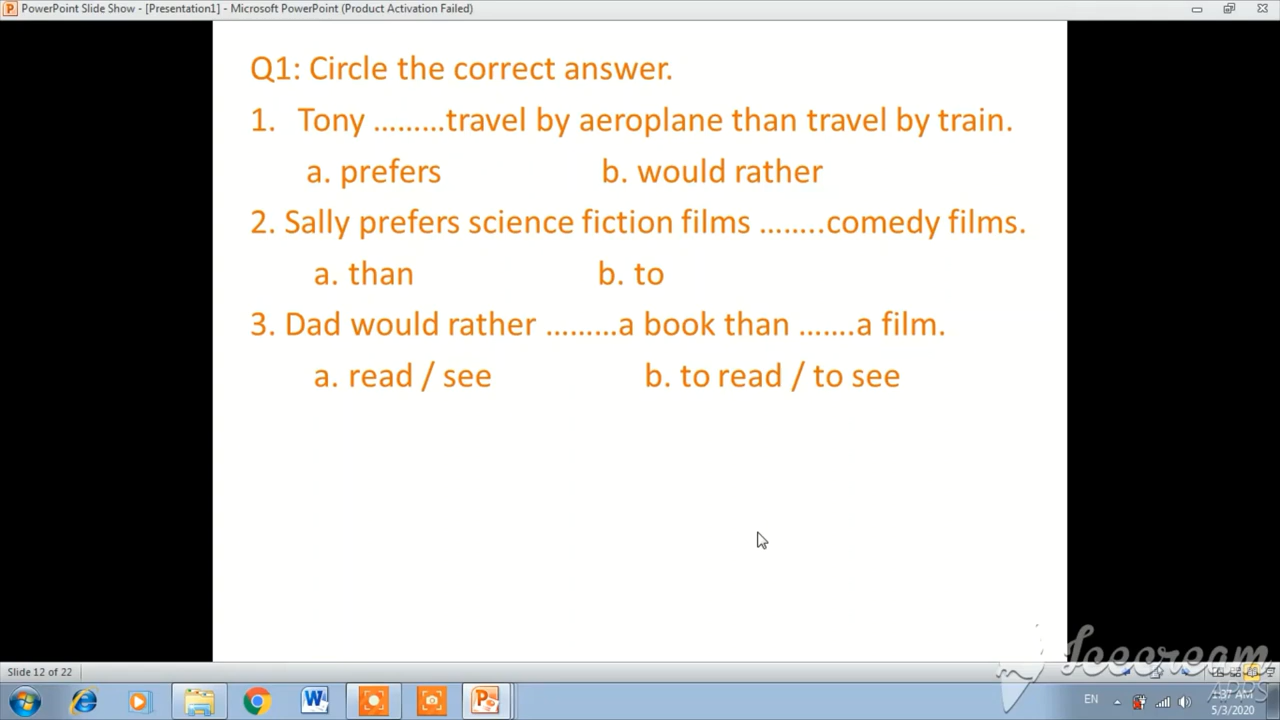 PowerPoint Slide Show - [Presentation1] - Microsoft PowerPoint (Product Activation Failed)
Q1: Circle the correct answer.
1. Tony .........travel by aeroplane than travel by train.
a. prefers b. would rather
2. Sally prefers science fiction films ........comedy films.
a. than b. to
3. Dad would rather .........a book than .......a film.
a. read / see b. to read / to see
Icecream
APPS
Slide 12 of 22
EN
5/3/2020